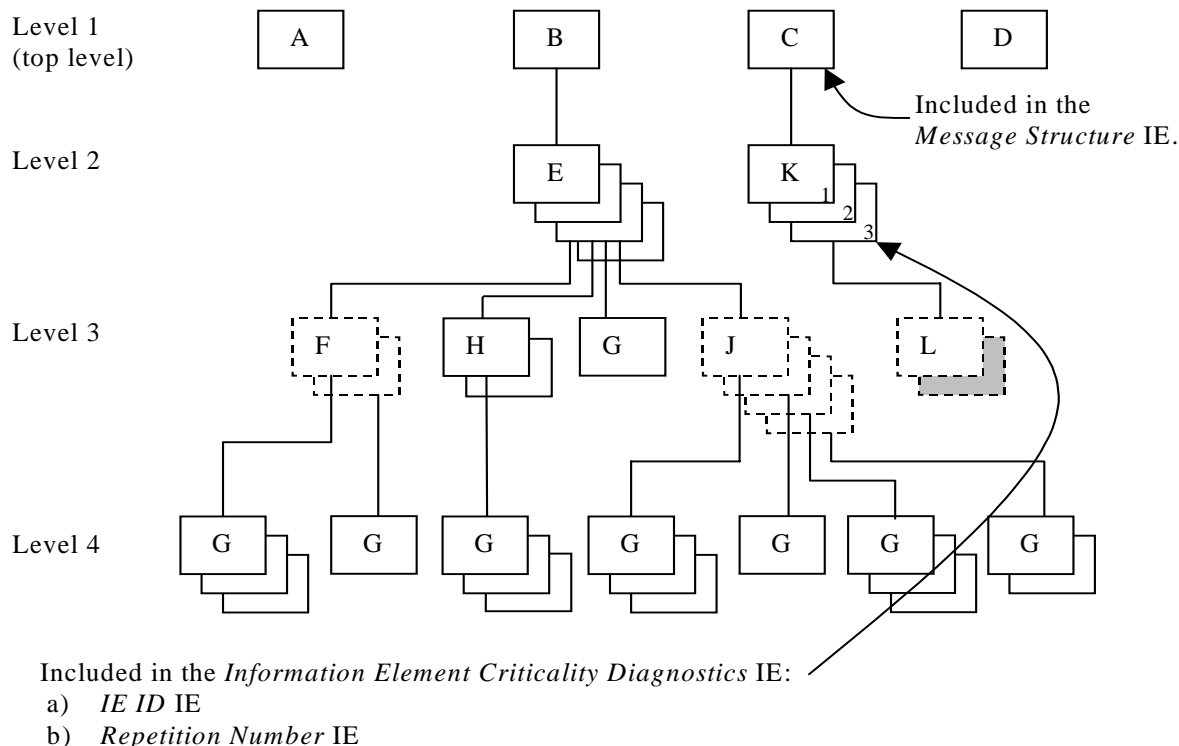 Level 1
(top level)
A
B
C
D
Included in the
Message Structure IE.
Level 2
E
K
1
2
3
Level 3
F
H
G
J
L
Level 4
G
G
G
G
G
G
G
Included in the Information Element Criticality Diagnostics IE:
a) IE ID IE
b) Repetition Number IE